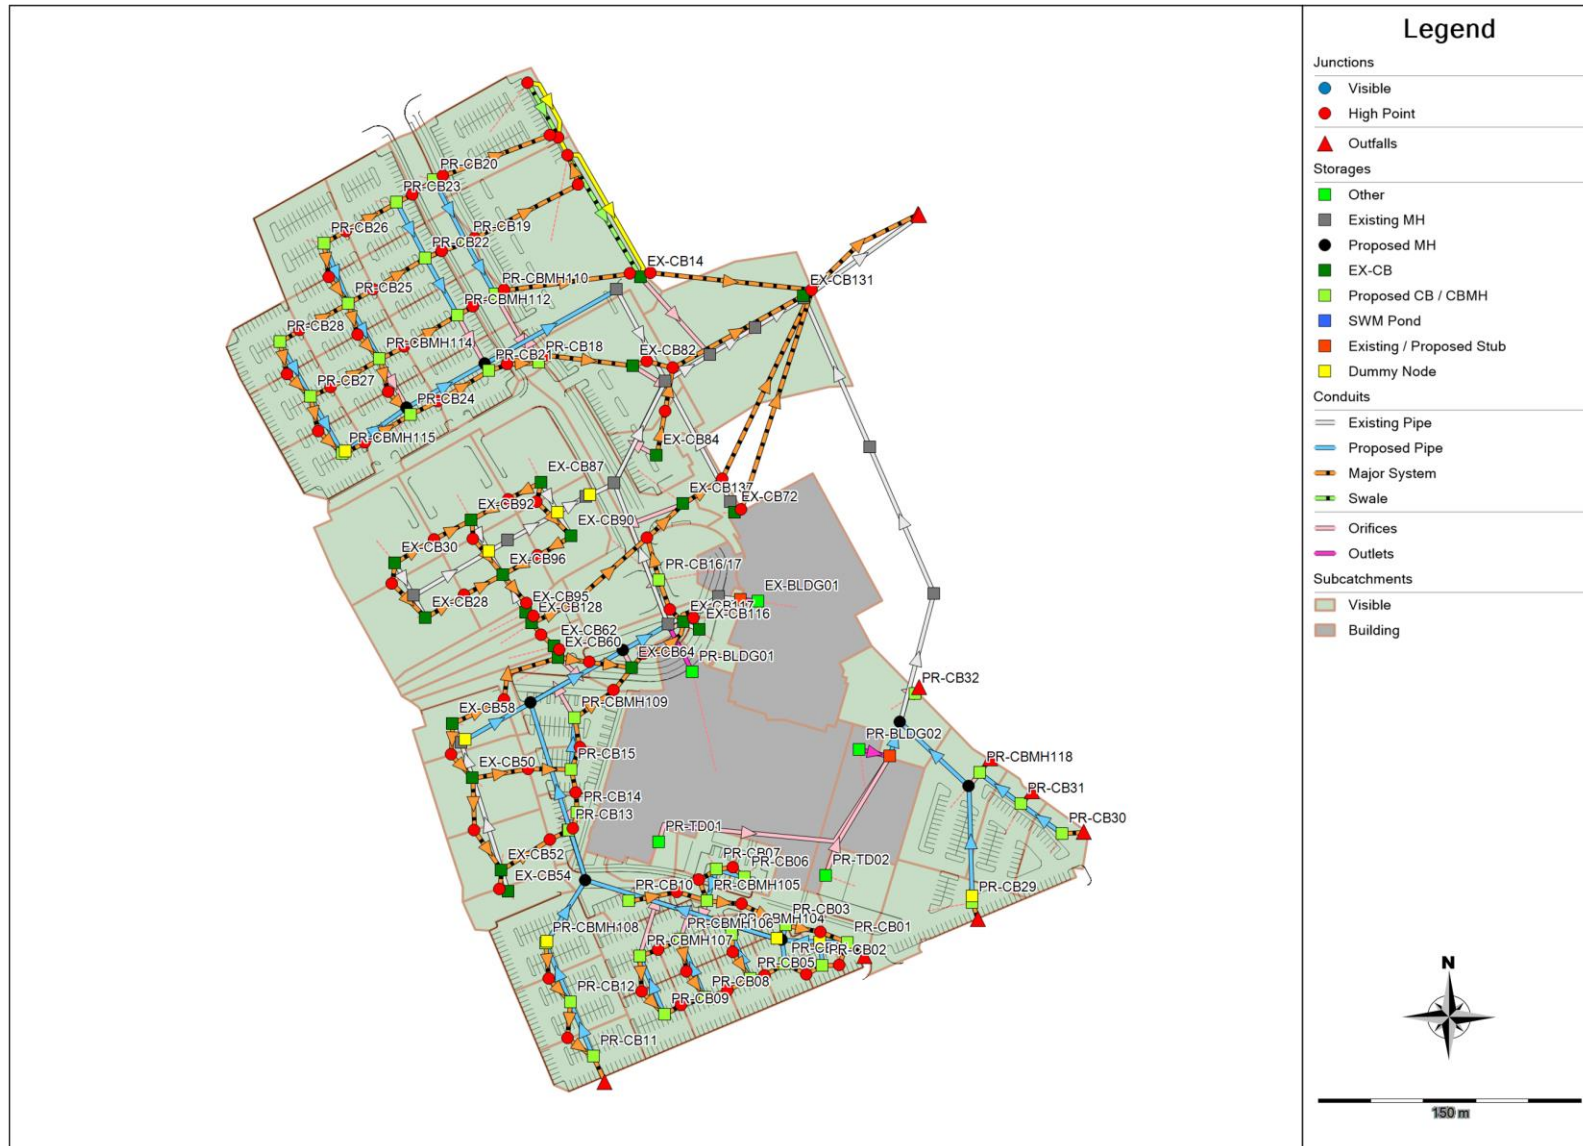 PR-CB20
PR-CB23
PR-CB26
PR-CB22
PR-CB19
EX-CB14
PR-CBMH110
EX-CB131
PR-CB25
PR-CBMH112
PR-CB28
PR-CBMH114
PR-CB21
PR-CB18
EX-CB82
PR-CB27
PR-CB24
PR-CBMH115
EX-CB84
EX-CB87
EX-CB137
EX-CB92
EX-CB72
EX-CB90
EX-CB30
EX-CB96
PR-CB16/17
EX-BLDG01
EX-CB28
EX-CB95
EX-CB128
EX-CB117
EX-CB116
EX-CB62
EX-CB60
EX-CB64
PR-BLDG01
PR-CB32
EX-CB58
PR-CBMH109
PR-BLDG02
PR-CB15
PR-CBMH118
EX-CB50
PR-CB31
PR-CB14
PR-CB13
PR-CB30
PR-TD01
EX-CB52
PR-CB07
PR-CB06
PR-TD02
EX-CB54
PR-CB10
PR-CBMH105
PR-CB29
PR-CB03
PR-CBMH108
PR-CBMH106
CBMH104
PR-CB01
PR-CBMH107
PR-CB02
PR-CB05
PR-CB12
PR-CB08
PR-CB09
PR-CB11
Legend
Junctions
Visible
High Point
Outfalls
Storages
Other
Existing MH
Proposed MH
EX-CB
Proposed CB / CBMH
SWM Pond
Existing / Proposed Stub
Dummy Node
Conduits
Existing Pipe
Proposed Pipe
Major System
Swale
Orifices
Outlets
Subcatchments
Visible
Building
N
150 m